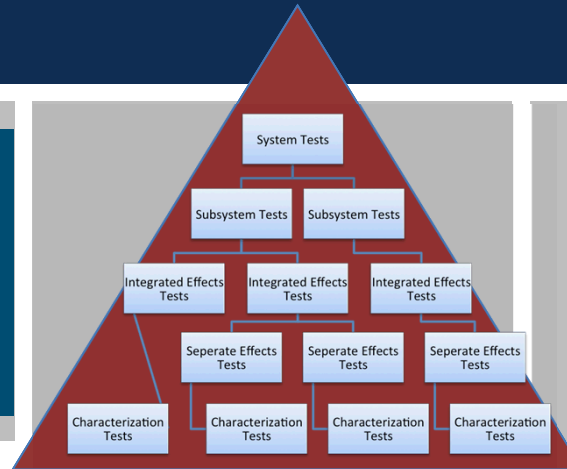 System Tests
Subsystem Tests
Subsystem Tests
Integrated Effects
Tests
Integrated Effects
Tests
Integrated Effects
Tests
Seperate Effects
Tests
Seperate Effects
Tests
Seperate Effects
Tests
Characterization
Tests
Characterization
Tests
Characterization
Tests
Characterization
Tests